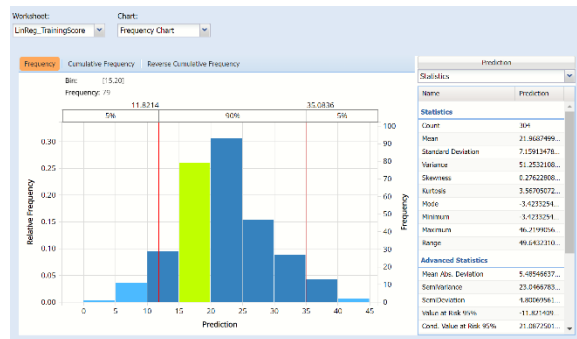 Worksheet: Chart:
LinReg_TrainingScore Frequency Chart
Frequency Cumulative Frequency Reverse Cumulative Frequency
Bin: [15,20]
Frequency: 79
11.8214 35.0836
5% 90% 5%
Relative Frequency
0.30
0.25
0.20
0.15
0.10
0.05
0.00
100
90
80
70
60
50
40
30
20
10
0
Frequency
0 5 10 15 20 25 30 35 40 45
Prediction
Prediction
Statistics
Name Prediction
Statistics
Count 304
Mean 21.9687499...
Standard Deviation 7.15913476...
Variance 51.2532108...
Skewness 0.27622808...
Kurtosis 3.56705072...
Mode -3.4233254...
Minimum -3.4233254...
Maximum 46.2199056...
Range 49.6432310...
Advanced Statistics
Mean Abs. Deviation 5.48546637...
SemiVariance 23.0466783...
SemiDeviation 4.80069561...
Value at Risk 95% -11.821409...
Cond. Value at Risk 95% 21.0872501...